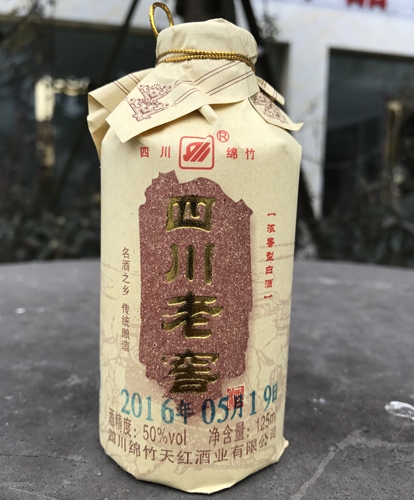 四川 ® 绵竹
四川老窖
【浓香型白酒】
名酒之乡 传统酿造
2016年05月19日
酒精度：50%vol 净含量：125ml
四川绵竹天红酒业有限公司